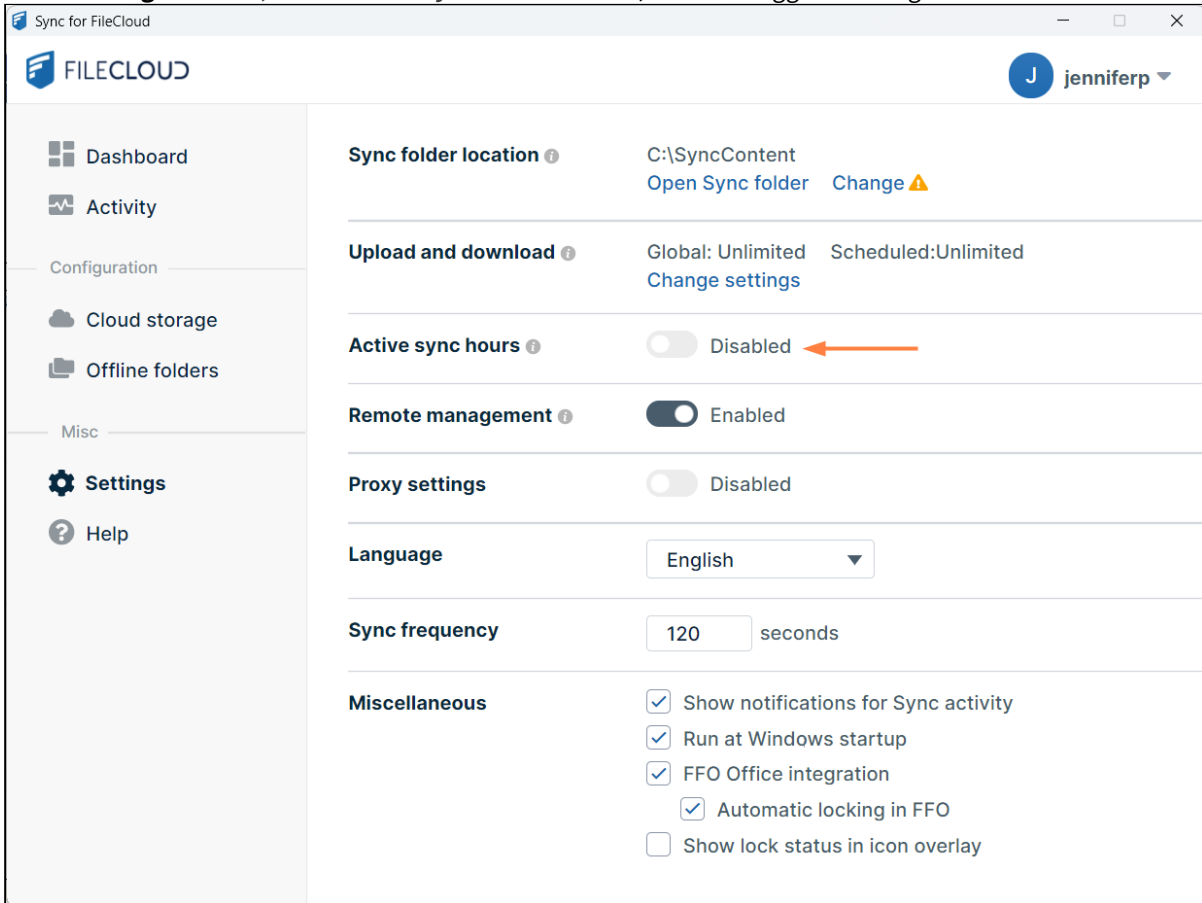 Sync for FileCloud
FILECLOUD
J jenniferp
Dashboard
Activity
Configuration
Cloud storage
Offline folders
Misc
Settings
Help
Sync folder location C:\SyncContent
Open Sync folder Change
Upload and download Global: Unlimited Scheduled:Unlimited
Change settings
Active sync hours Disabled
Remote management Enabled
Proxy settings Disabled
Language English
Sync frequency 120 seconds
Miscellaneous Show notifications for Sync activity
Run at Windows startup
FFO Office integration
Automatic locking in FFO
Show lock status in icon overlay